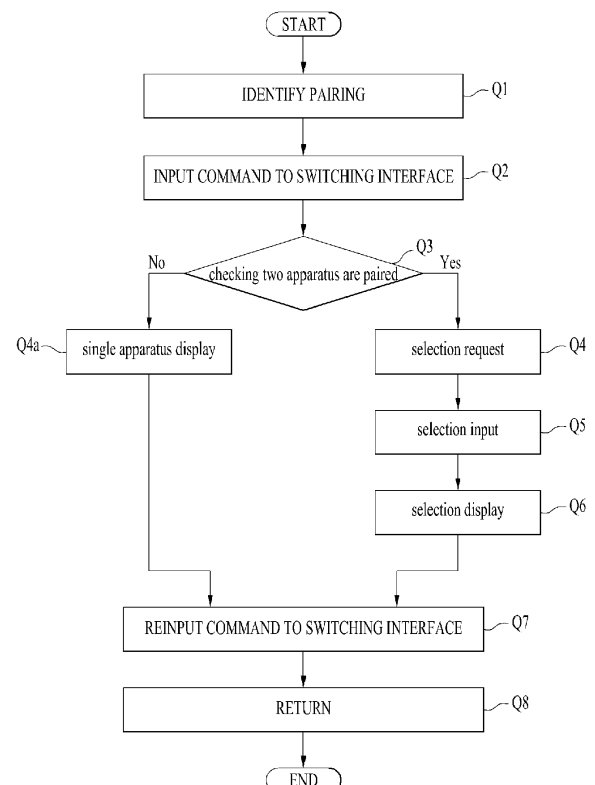 START
IDENTIFY PAIRING
Q1
INPUT COMMAND TO SWITCHING INTERFACE
Q2
Q3
checking two apparatus are paired
No
Yes
Q4a
single apparatus display
selection request
Q4
selection input
Q5
selection display
Q6
REINPUT COMMAND TO SWITCHING INTERFACE
Q7
RETURN
Q8
END